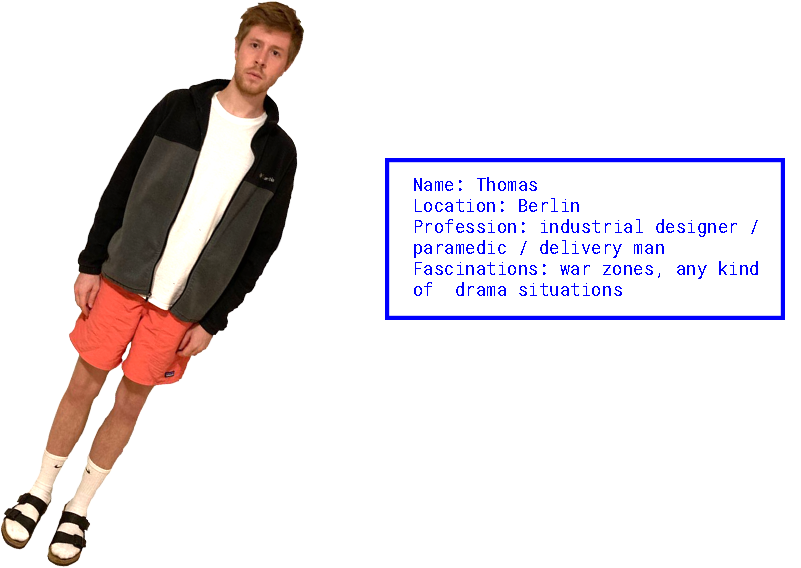 Name: Thomas
Location: Berlin
Profession: industrial designer /
paramedic / delivery man
Fascinations: war zones, any kind
of  drama situations